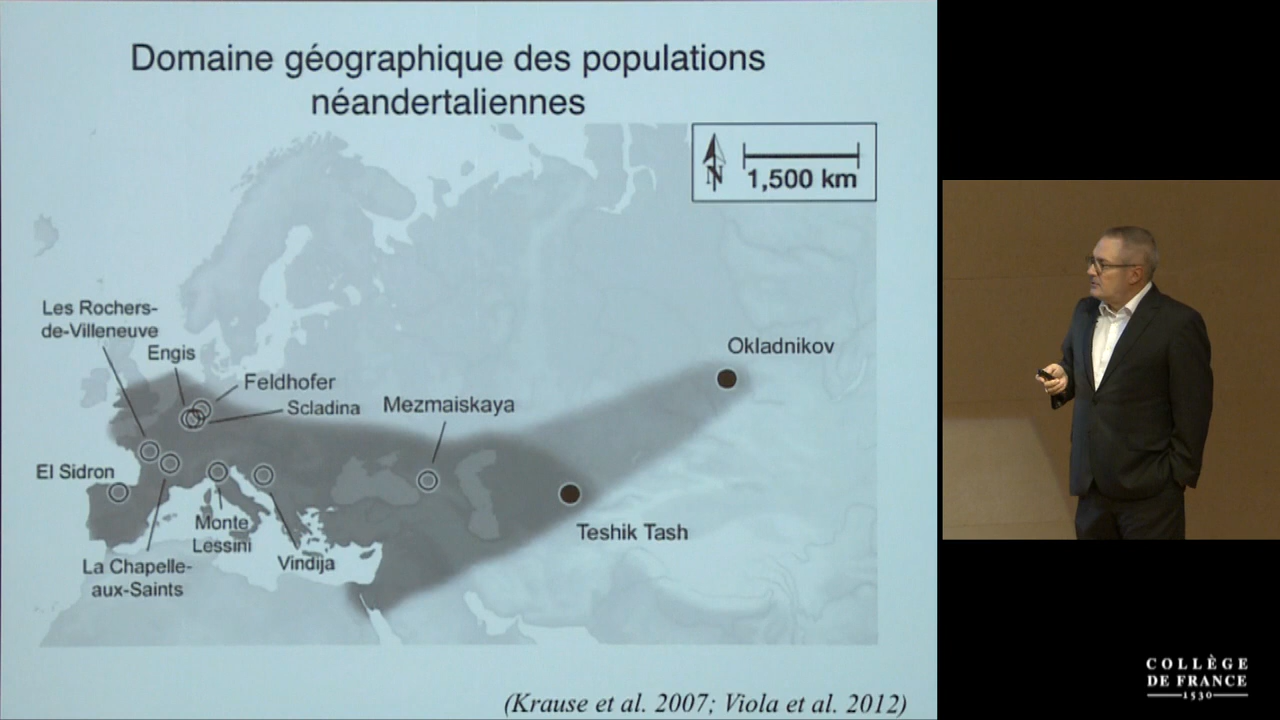 Domaine géographique des populations
néandertaliennes
N
1,500 km
Les Rochers-
de-Villeneuve
Engis
Feldhofer
Scladina
Mezmaiskaya
Okladnikov
El Sidron
Teshik Tash
Monte
Lessini
Vindija
La Chapelle-
aux-Saints
(Krause et al. 2007; Viola et al. 2012)
COLLÈGE
DE FRANCE
1530